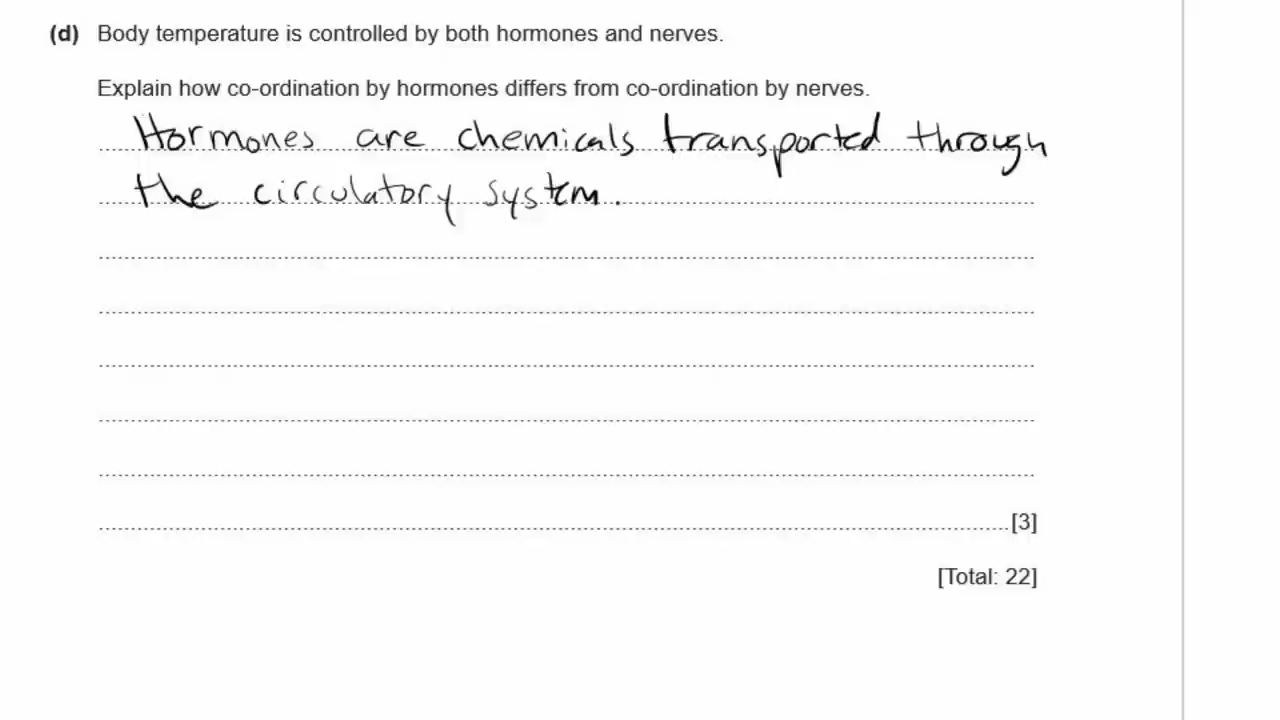 (d) Body temperature is controlled by both hormones and nerves.
Explain how co-ordination by hormones differs from co-ordination by nerves.
Hormones are chemicals transported through
the circulatory system.
[3]
[Total: 22]